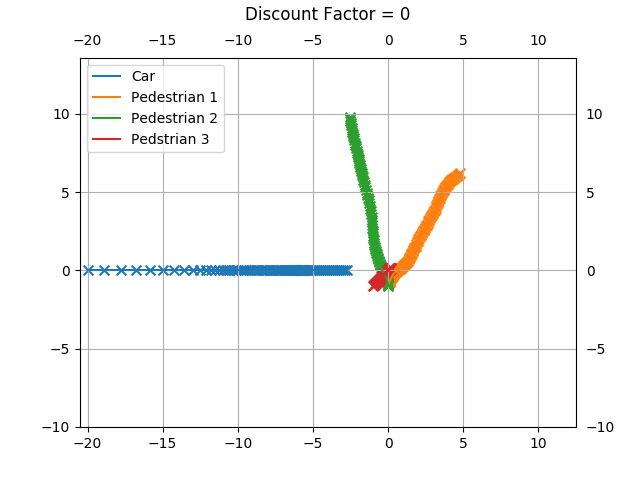 Discount Factor = 0
−20 −15 −10 −5 0 5 10
Car
Pedestrian 1
Pedestrian 2
Pedstrian 3
10 10
5 5
0 0
−5 −5
−10 −10
−20 −15 −10 −5 0 5 10